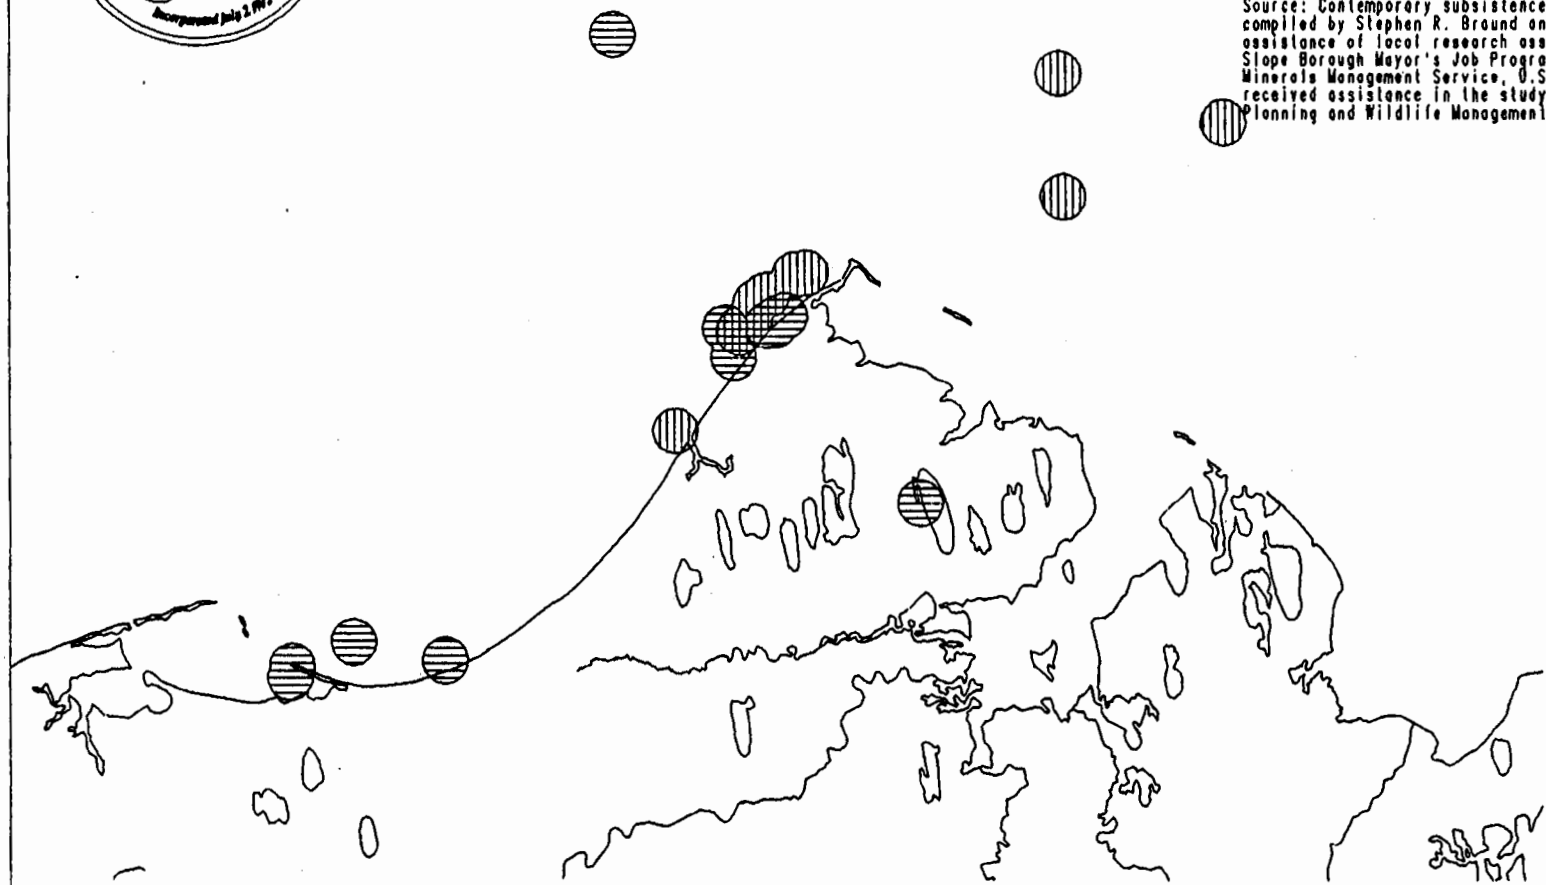 Incorporated July 2 1972
Source: Contemporary subsistence
compiled by Stephen R. Braund an
assistance of local research ass
Slope Borough Mayor's Job Progra
Minerals Management Service, U.S
received assistance in the study
Planning and Wildlife Management